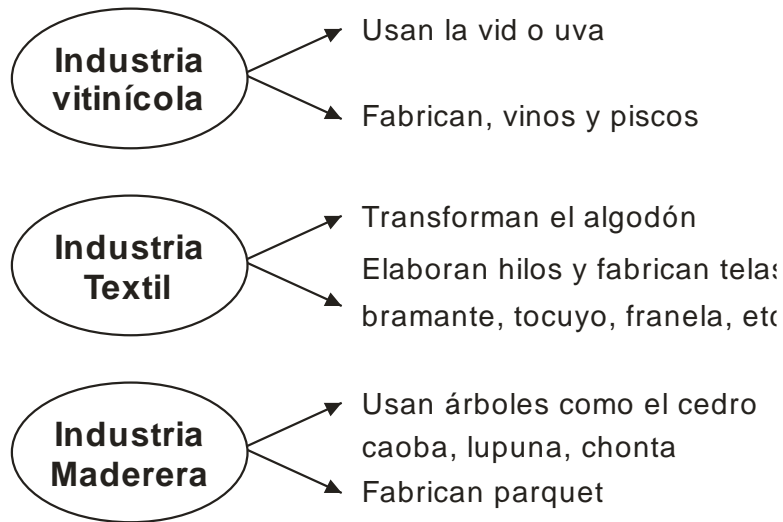 Industria
vitinícola
Usan la vid o uva
Fabrican, vinos y piscos
Industria
Textil
Transforman el algodón
Elaboran hilos y fabrican telas
bramante, tocuyo, franela, etc
Industria
Maderera
Usan árboles como el cedro
caoba, lupuna, chonta
Fabrican parquet